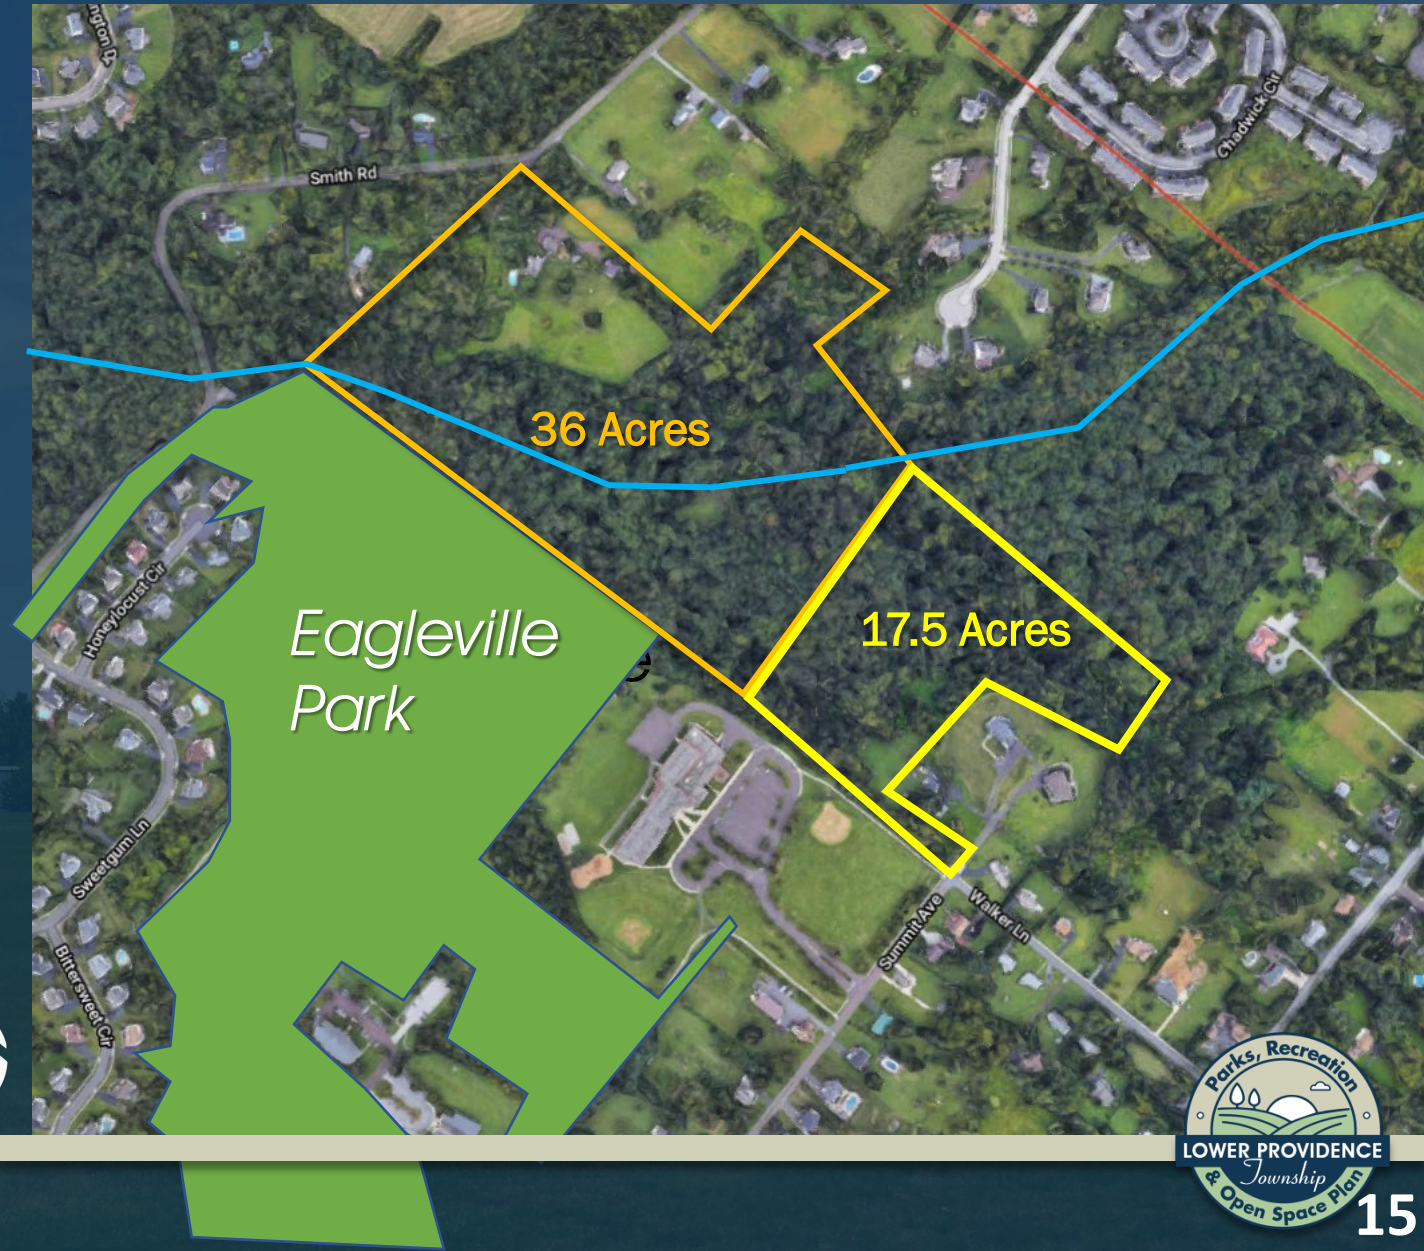 Smith Rd
Chadwick Cir
36 Acres
17.5 Acres
Eagleville
Park
Honeylocust Cir
Sweetgum Ln
Bittersweet Cir
Summit Ave
Walker Ln
Parks, Recreation
LOWER PROVIDENCE
Township
& Open Space Plan
15